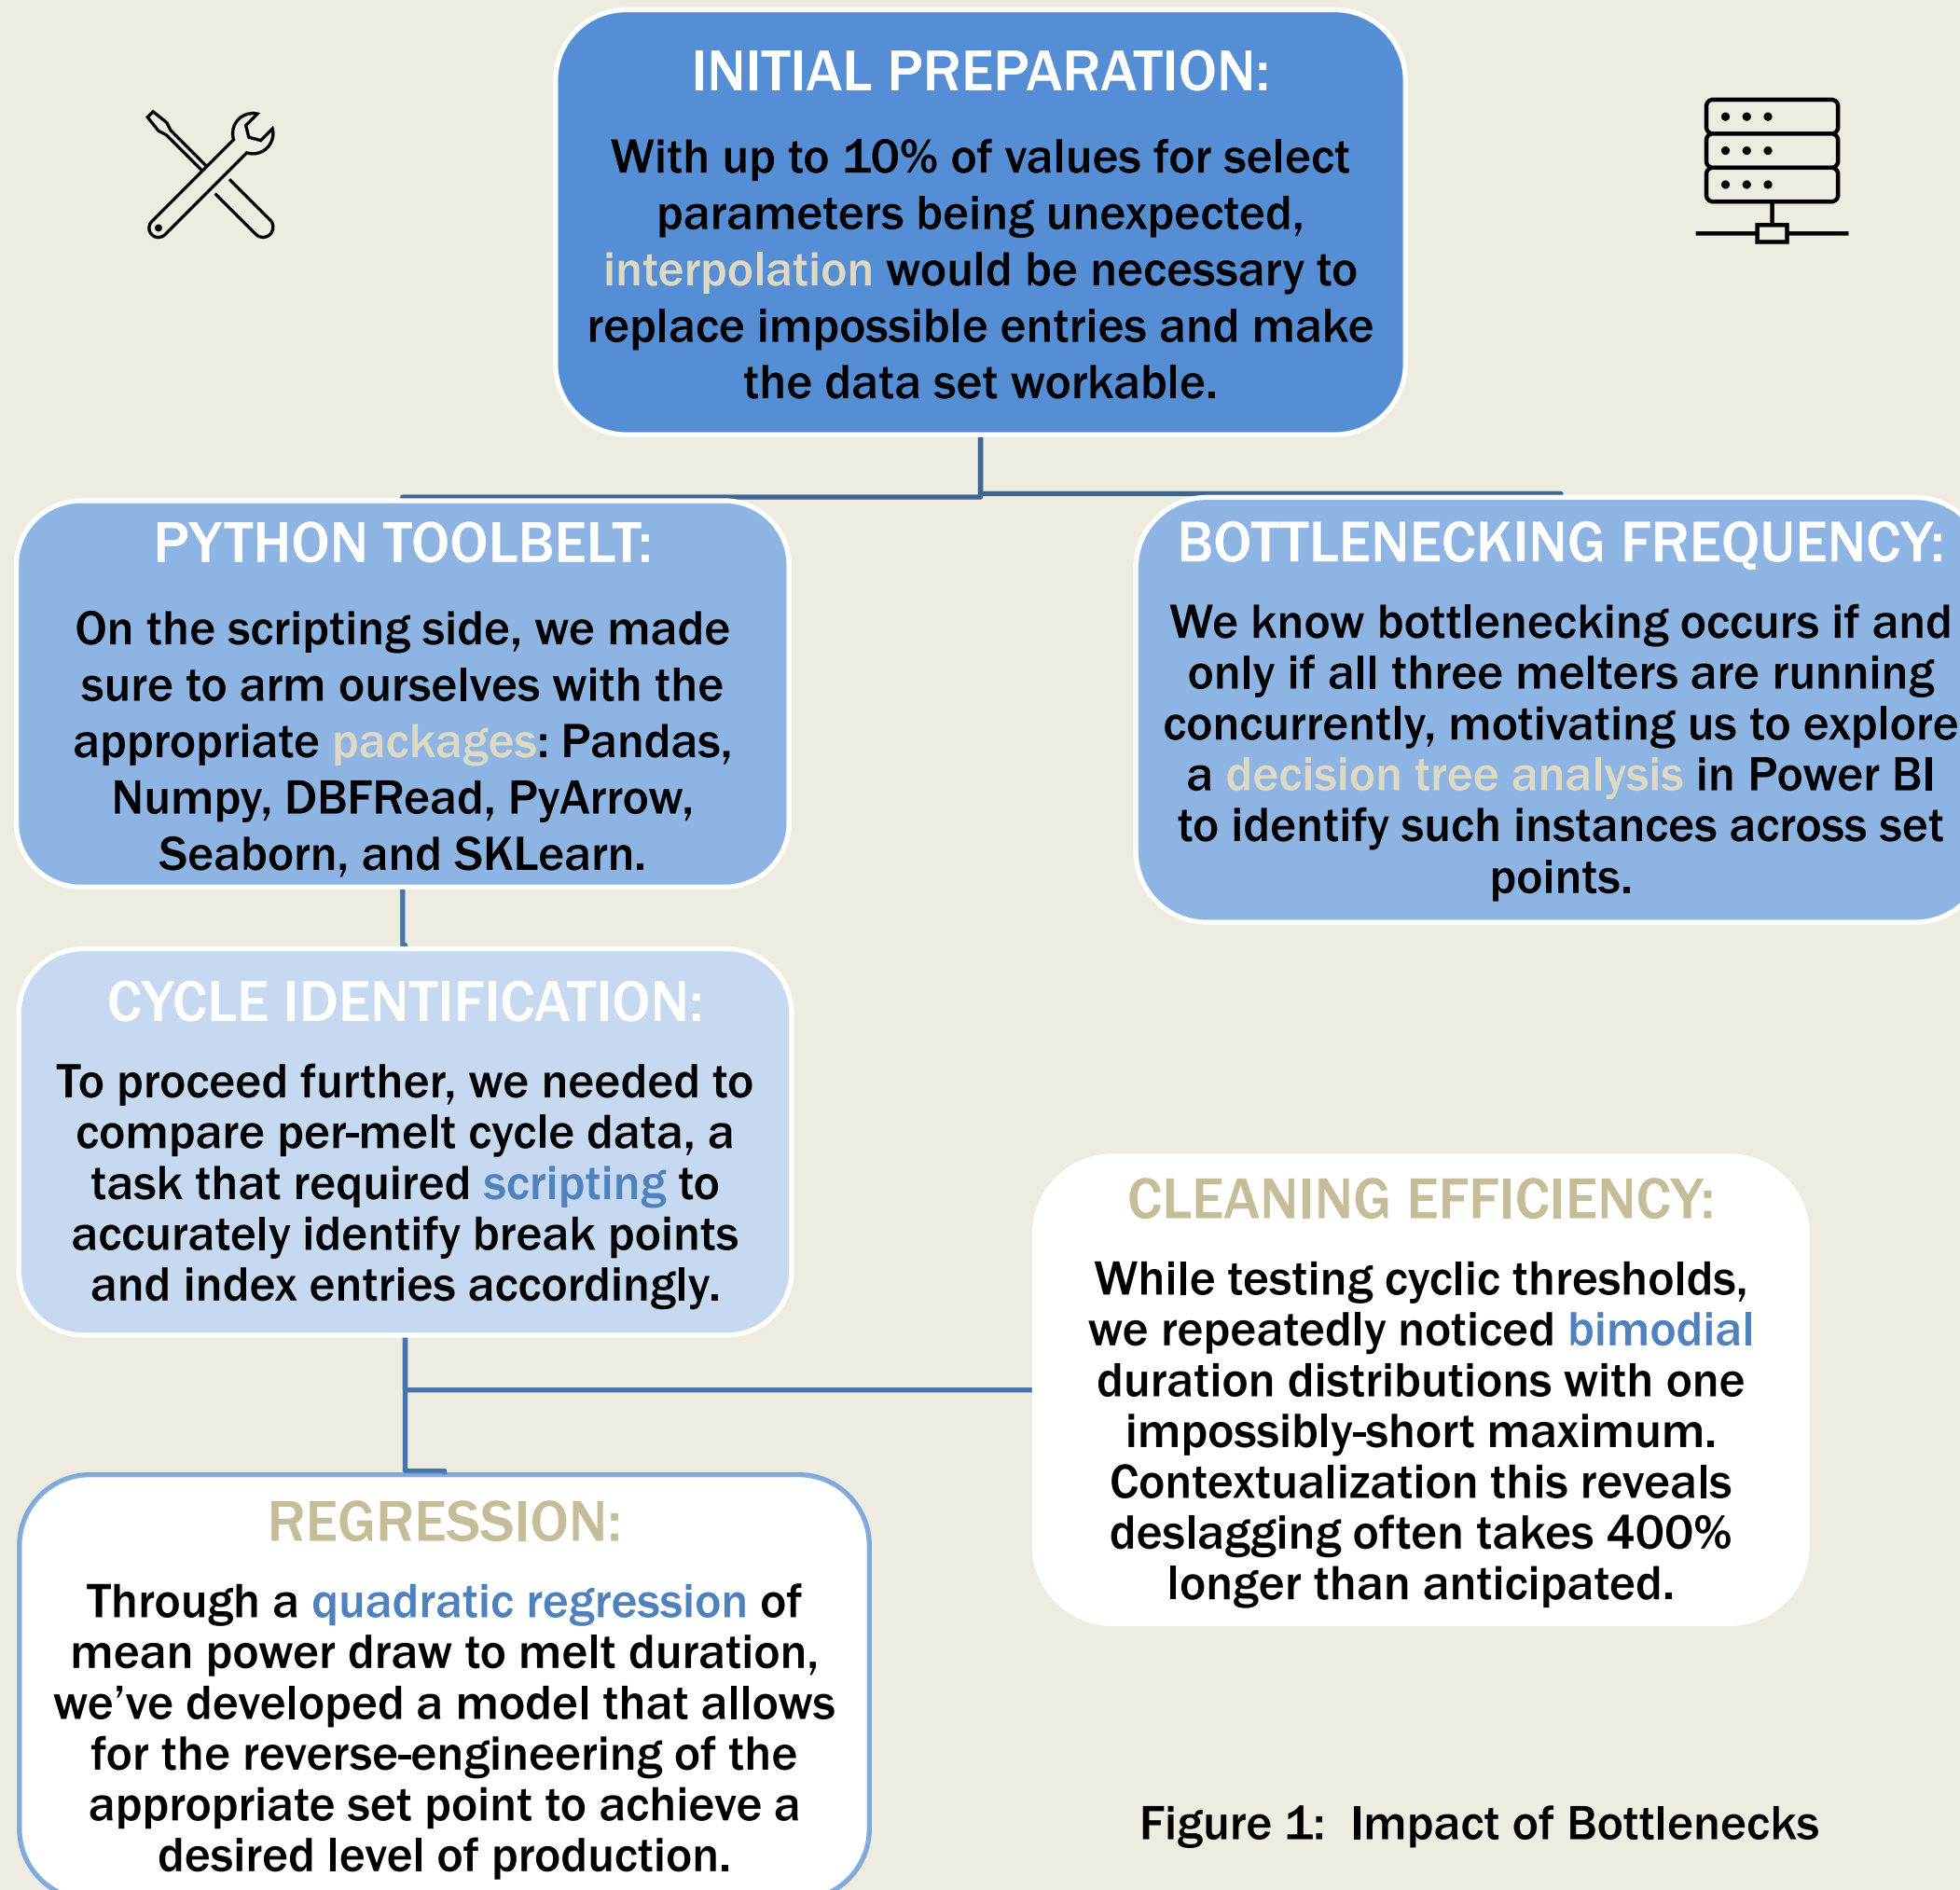 INITIAL PREPARATION:
With up to 10% of values for select
parameters being unexpected,
interpolation would be necessary to
replace impossible entries and make
the data set workable.
PYTHON TOOLBELT:
On the scripting side, we made
sure to arm ourselves with the
appropriate packages: Pandas,
Numpy, DBFRead, PyArrow,
Seaborn, and SKLearn.
BOTTLENECKING FREQUENCY:
We know bottlenecking occurs if and
only if all three melters are running
concurrently, motivating us to explore
a decision tree analysis in Power BI
to identify such instances across set
points.
CYCLE IDENTIFICATION:
To proceed further, we needed to
compare per-melt cycle data, a
task that required scripting to
accurately identify break points
and index entries accordingly.
CLEANING EFFICIENCY:
While testing cyclic thresholds,
we repeatedly noticed bimodial
duration distributions with one
impossibly-short maximum.
Contextualization this reveals
deslagging often takes 400%
longer than anticipated.
REGRESSION:
Through a quadratic regression of
mean power draw to melt duration,
we’ve developed a model that allows
for the reverse-engineering of the
appropriate set point to achieve a
desired level of production.
Figure 1:  Impact of Bottlenecks